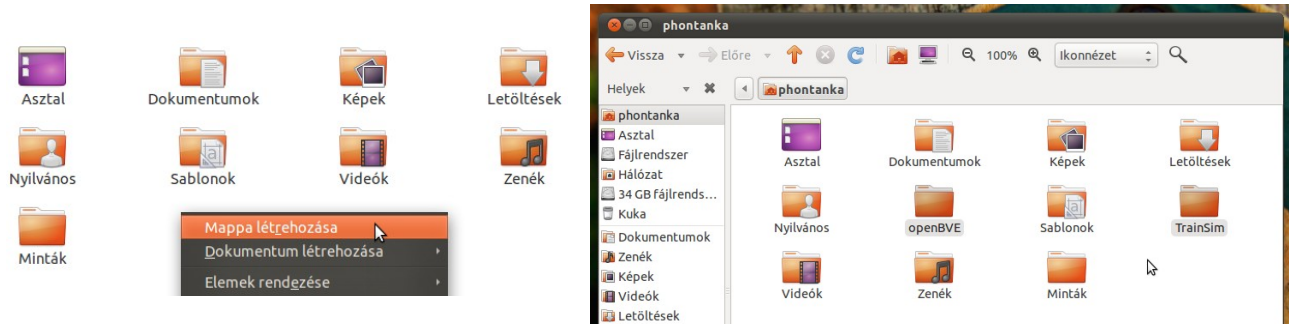 Asztal
Dokumentumok
Képek
Letöltések
Nyilvános
Sablonok
Videók
Zenék
Minták
Mappa létrehozása
Dokumentum létrehozása
Elemek rendezése
phontanka
Vissza
Előre
100%
Ikonnézet
Helyek
phontanka
phontanka
Asztal
Fájlrendszer
Hálózat
34 GB fájlrends...
Kuka
Dokumentumok
Zenék
Képek
Videók
Letöltések
Asztal
Dokumentumok
Képek
Letöltések
Nyilvános
openBVE
Sablonok
TrainSim
Videók
Zenék
Minták